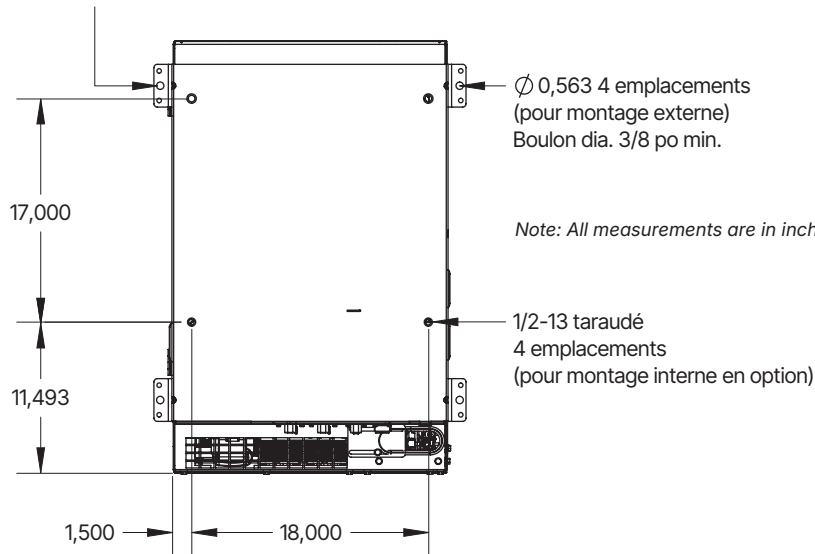 Ø 0,563 4 emplacements
(pour montage externe)
Boulon dia. 3/8 po min.
17,000
Note: All measurements are in inch
1/2-13 taraudé
4 emplacements
(pour montage interne en option)
11,493
1,500
18,000